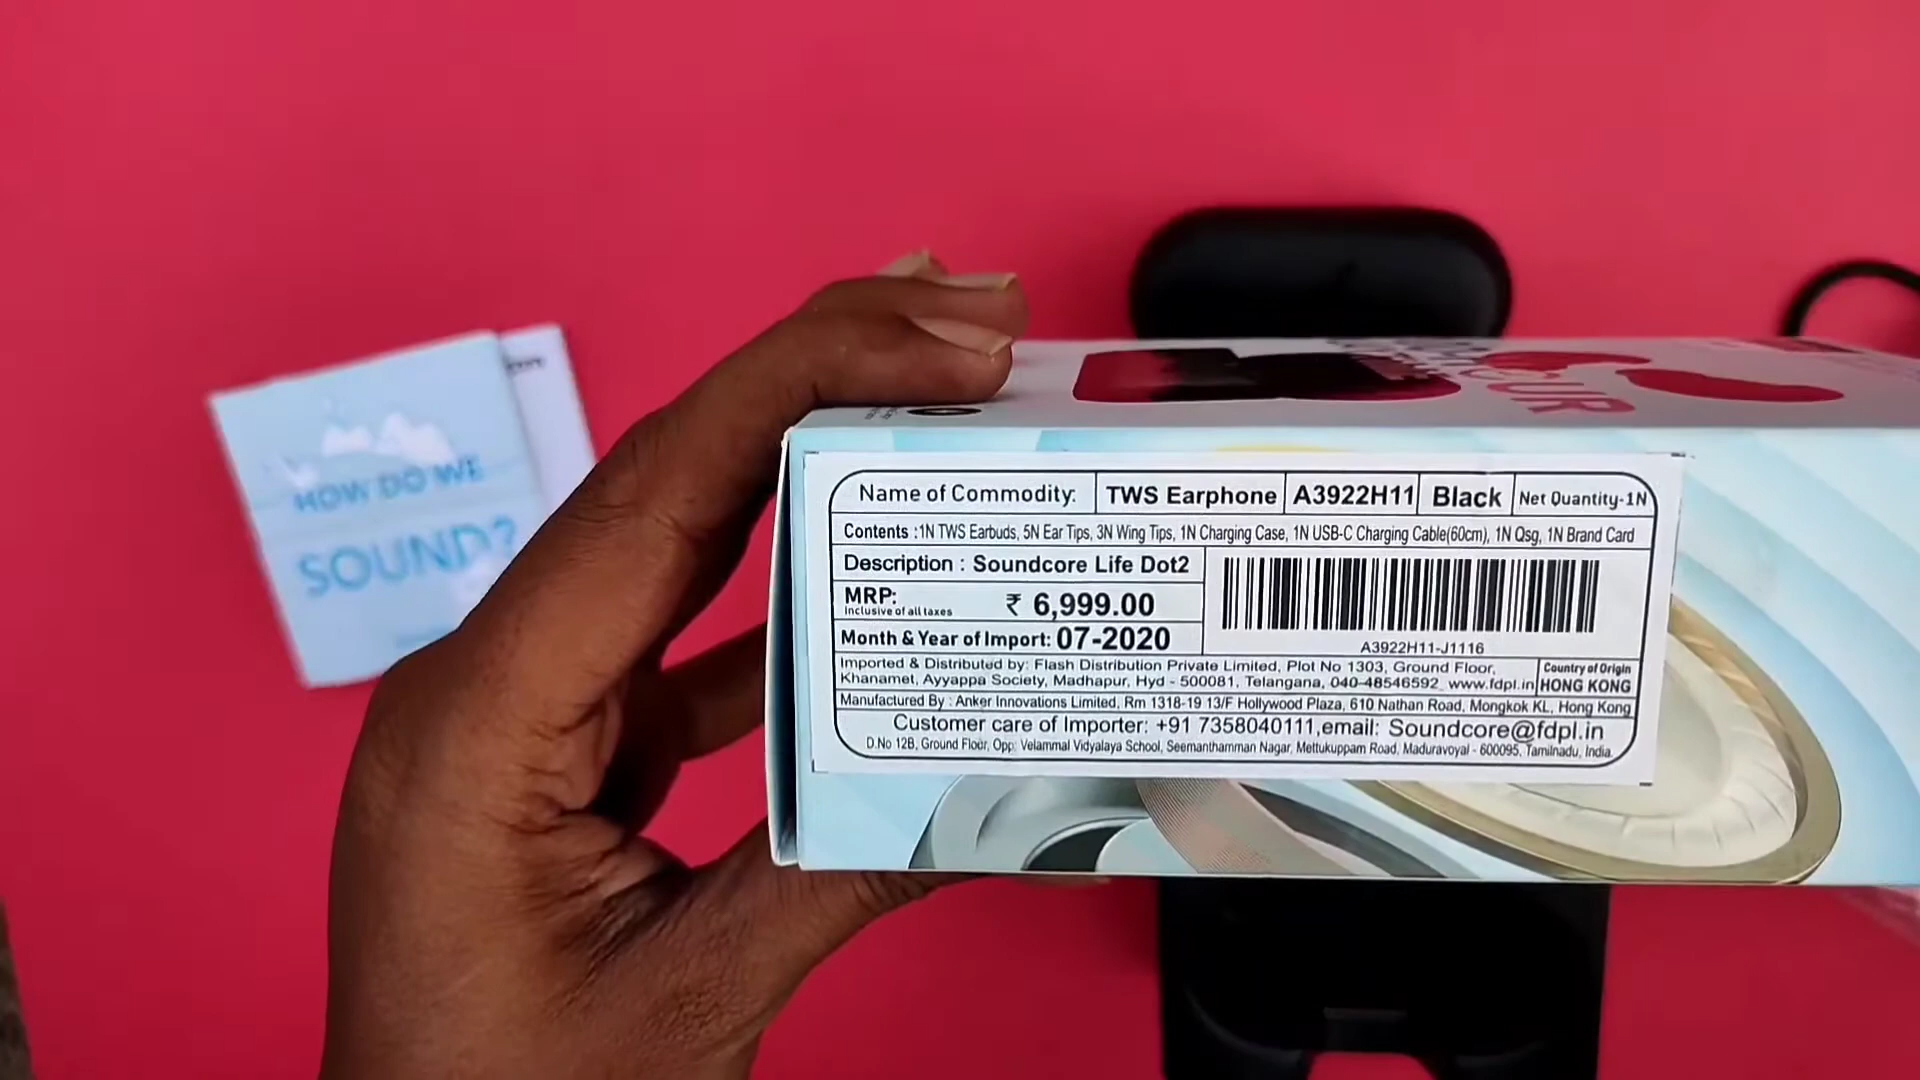 HOW DO WE
SOUND?
Name of Commodity: TWS Earphone A3922H11 Black Net Quantity-1N
Contents :1N TWS Earbuds, 5N Ear Tips, 3N Wing Tips, 1N Charging Case, 1N USB-C Charging Cable(60cm), 1N Qsg, 1N Brand Card
Description : Soundcore Life Dot2
MRP: ₹ 6,999.00
Inclusive of all taxes
Month & Year of Import: 07-2020
A3922H11-J1116
Imported & Distributed by: Flash Distribution Private Limited, Plot No 1303, Ground Floor,
Khanamet, Ayyappa Society, Madhapur, Hyd - 500081, Telangana, 040-48546592 www.fdpl.in
Country of Origin
HONG KONG
Manufactured By : Anker Innovations Limited, Rm 1318-19 13/F Hollywood Plaza, 610 Nathan Road, Mongkok KL, Hong Kong
Customer care of Importer: +91 7358040111,email: Soundcore@fdpl.in
D.No 12B, Ground Floor, Opp: Velammal Vidyalaya School, Seemanthamman Nagar, Mettukuppam Road, Maduravoyal - 600095, Tamilnadu, India.